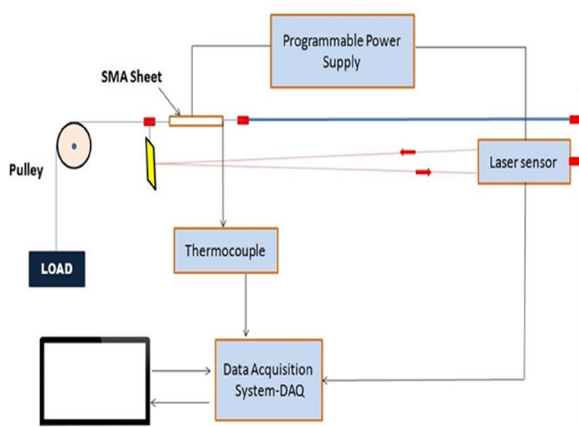 Programmable Power
Supply
SMA Sheet
Pulley
Laser sensor
LOAD
Thermocouple
Data Acquisition
System-DAQ